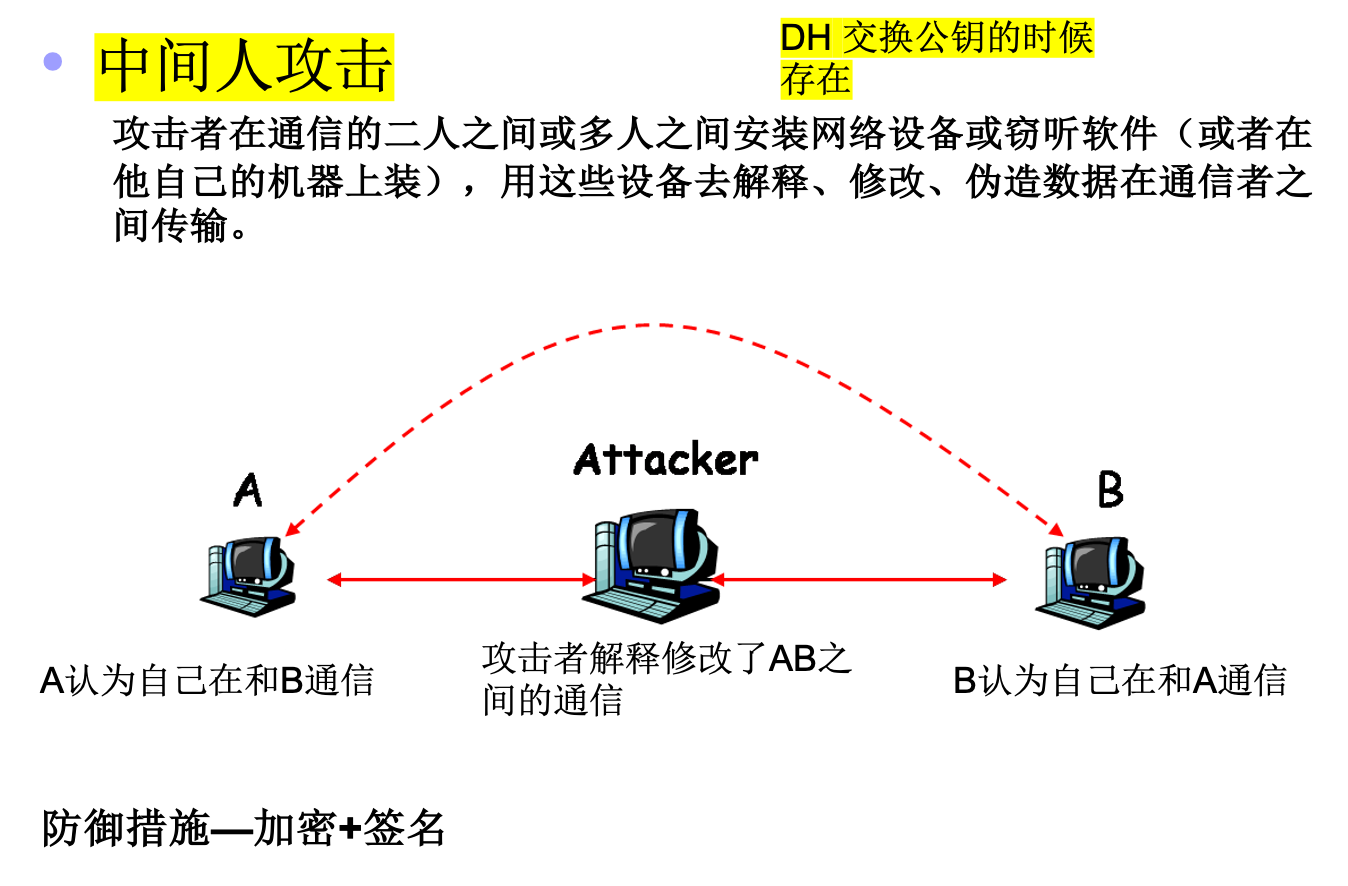 中间人攻击
DH 交换公钥的时候
存在
攻击者在通信的二人之间或多人之间安装网络设备或窃听软件（或者在
他自己的机器上装），用这些设备去解释、修改、伪造数据在通信者之
间传输。
Attacker
A
B
A认为自己在和B通信
攻击者解释修改了AB之
间的通信
B认为自己在和A通信
防御措施—加密+签名